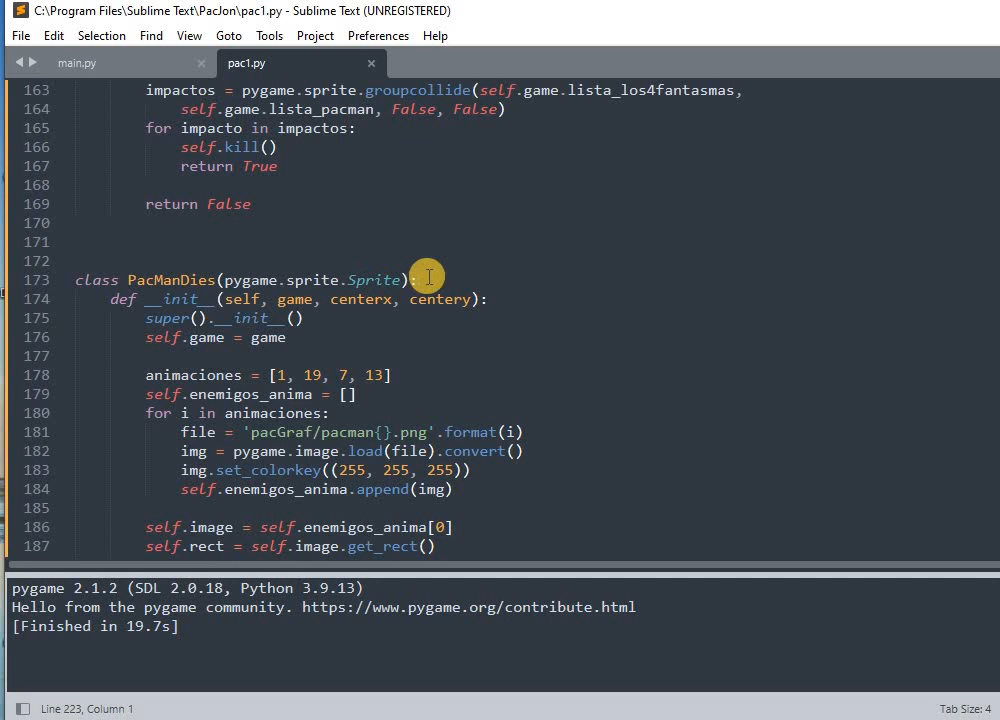 C:\Program Files\Sublime Text\PacJon\pac1.py - Sublime Text (UNREGISTERED)
File Edit Selection Find View Goto Tools Project Preferences Help
main.py × pac1.py ×
163 impactos = pygame.sprite.groupcollide(self.game.lista_los4fantasmas,
164 self.game.lista_pacman, False, False)
165 for impacto in impactos:
166 self.kill()
167 return True
168
169 return False
170
171
172
173 class PacManDies(pygame.sprite.Sprite):
174 def __init__(self, game, centerx, centery):
175 super().__init__()
176 self.game = game
177
178 animaciones = [1, 19, 7, 13]
179 self.enemigos_anima = []
180 for i in animaciones:
181 file = 'pacGraf/pacman{}.png'.format(i)
182 img = pygame.image.load(file).convert()
183 img.set_colorkey((255, 255, 255))
184 self.enemigos_anima.append(img)
185
186 self.image = self.enemigos_anima[0]
187 self.rect = self.image.get_rect()
pygame 2.1.2 (SDL 2.0.18, Python 3.9.13)
Hello from the pygame community. https://www.pygame.org/contribute.html
[Finished in 19.7s]
Line 223, Column 1 Tab Size: 4